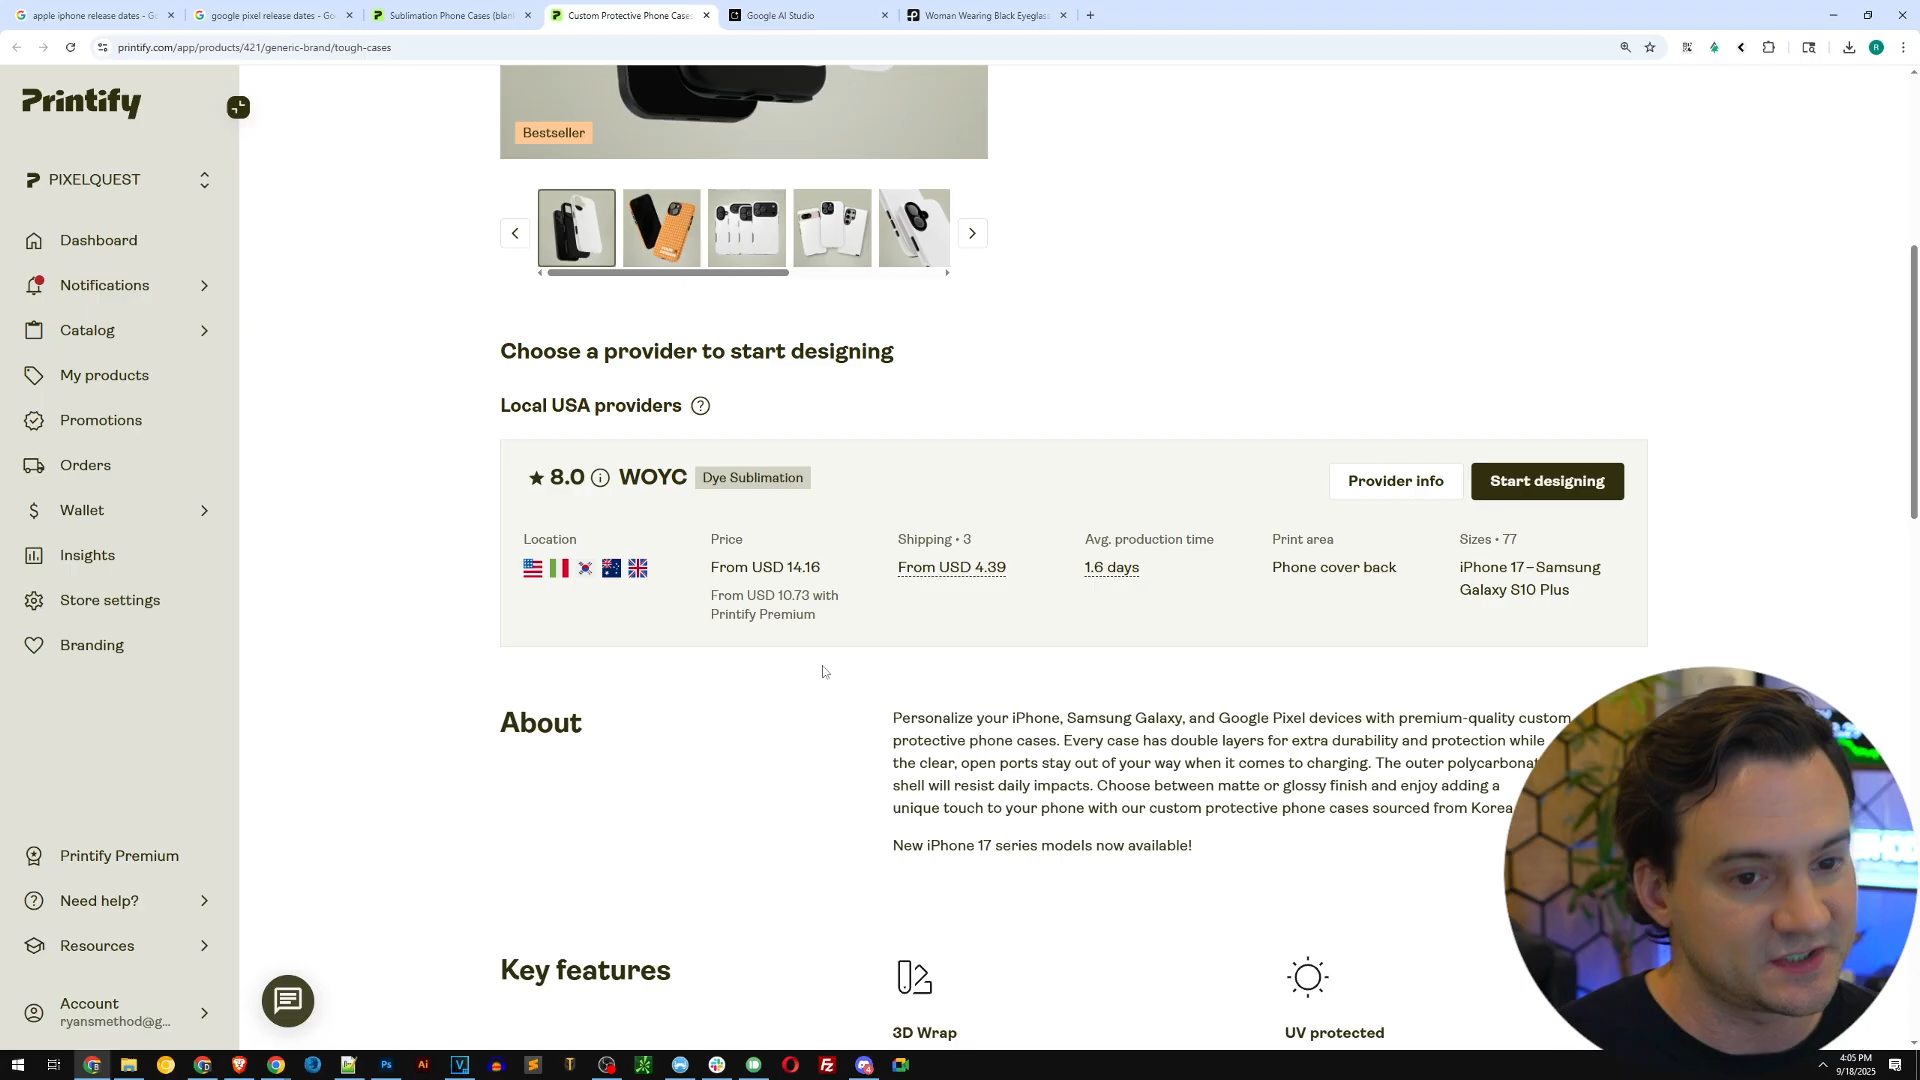 apple iphone release dates - G
google pixel release dates - Go
Sublimation Phone Cases (blan
Custom Protective Phone Cases
Google AI Studio
Woman Wearing Black Eyeglas
printify.com/app/products/421/generic-brand/tough-cases
R
Printify
PIXELQUEST
Dashboard
Notifications
Catalog
My products
Promotions
Orders
Wallet
Insights
Store settings
Branding
Printify Premium
Need help?
Resources
Account
ryansmethod@g...
Bestseller
Choose a provider to start designing
Local USA providers
8.0 WOYC Dye Sublimation
Provider info
Start designing
Location
Price
From USD 14.16
From USD 10.73 with
Printify Premium
Shipping • 3
From USD 4.39
Avg. production time
1.6 days
Print area
Phone cover back
Sizes • 77
iPhone 17 – Samsung
Galaxy S10 Plus
About
Personalize your iPhone, Samsung Galaxy, and Google Pixel devices with premium-quality custom
protective phone cases. Every case has double layers for extra durability and protection while
the clear, open ports stay out of your way when it comes to charging. The outer polycarbonat
shell will resist daily impacts. Choose between matte or glossy finish and enjoy adding a
unique touch to your phone with our custom protective phone cases sourced from Korea
New iPhone 17 series models now available!
Key features
3D Wrap
UV protected
4:05 PM
9/18/2025